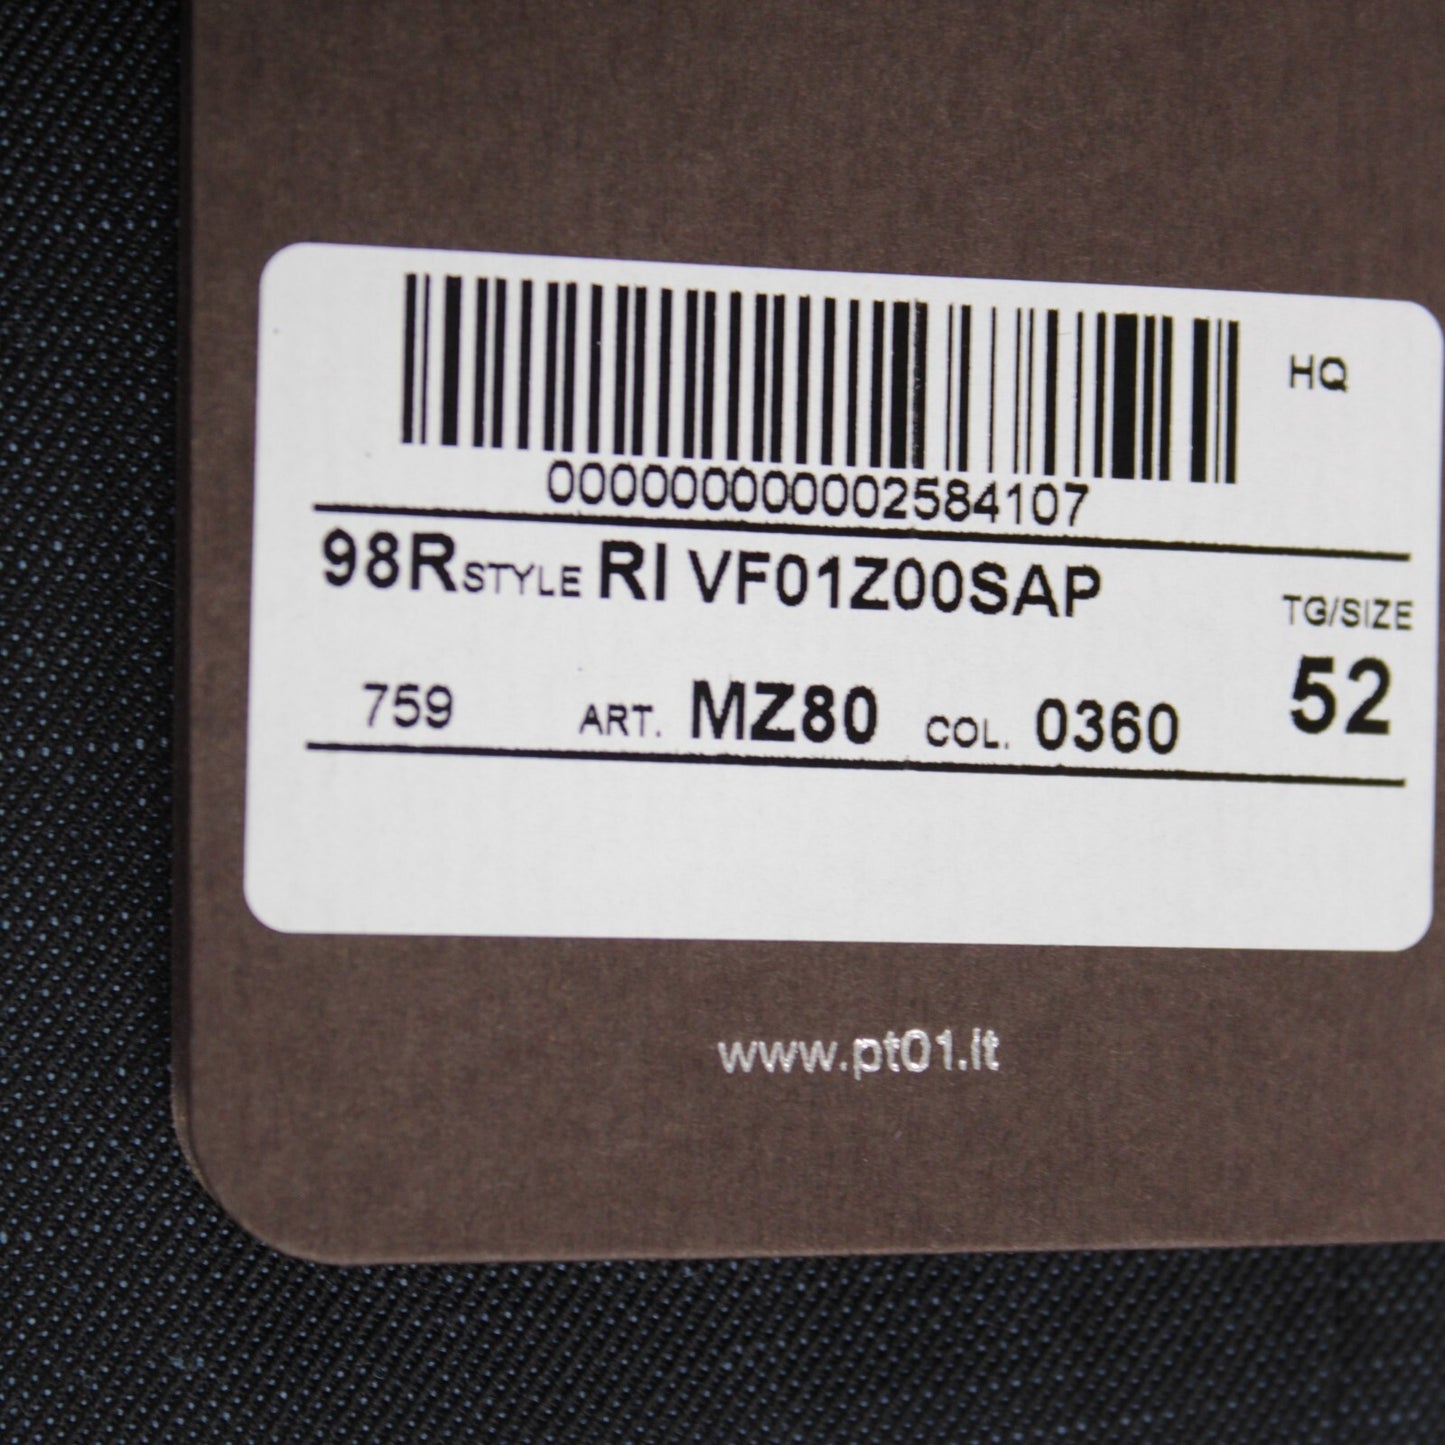 HQ
000000000002584107
98R STYLE RI VF01Z00SAP
TG/SIZE
759 ART. MZ80 COL. 0360 52
www.pt01.it